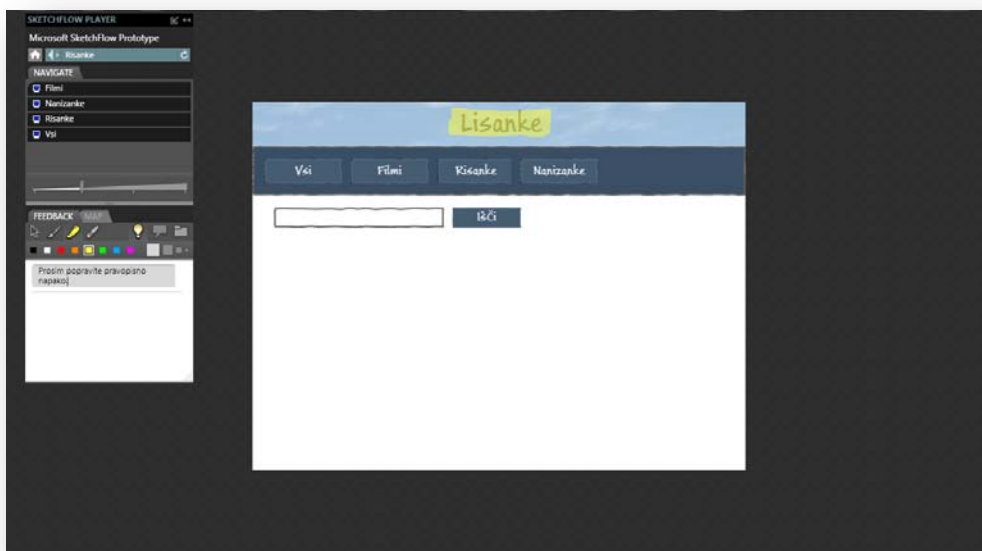 SKETCHFLOW PLAYER
Microsoft SketchFlow Prototype
Risanke
NAVIGATE
Filmi
Nanizanke
Risanke
Vsi
FEEDBACK MAP
Prosim popravite pravopisno
napako.
Lisanke
Vsi Filmi Risanke Nanizanke
Išči